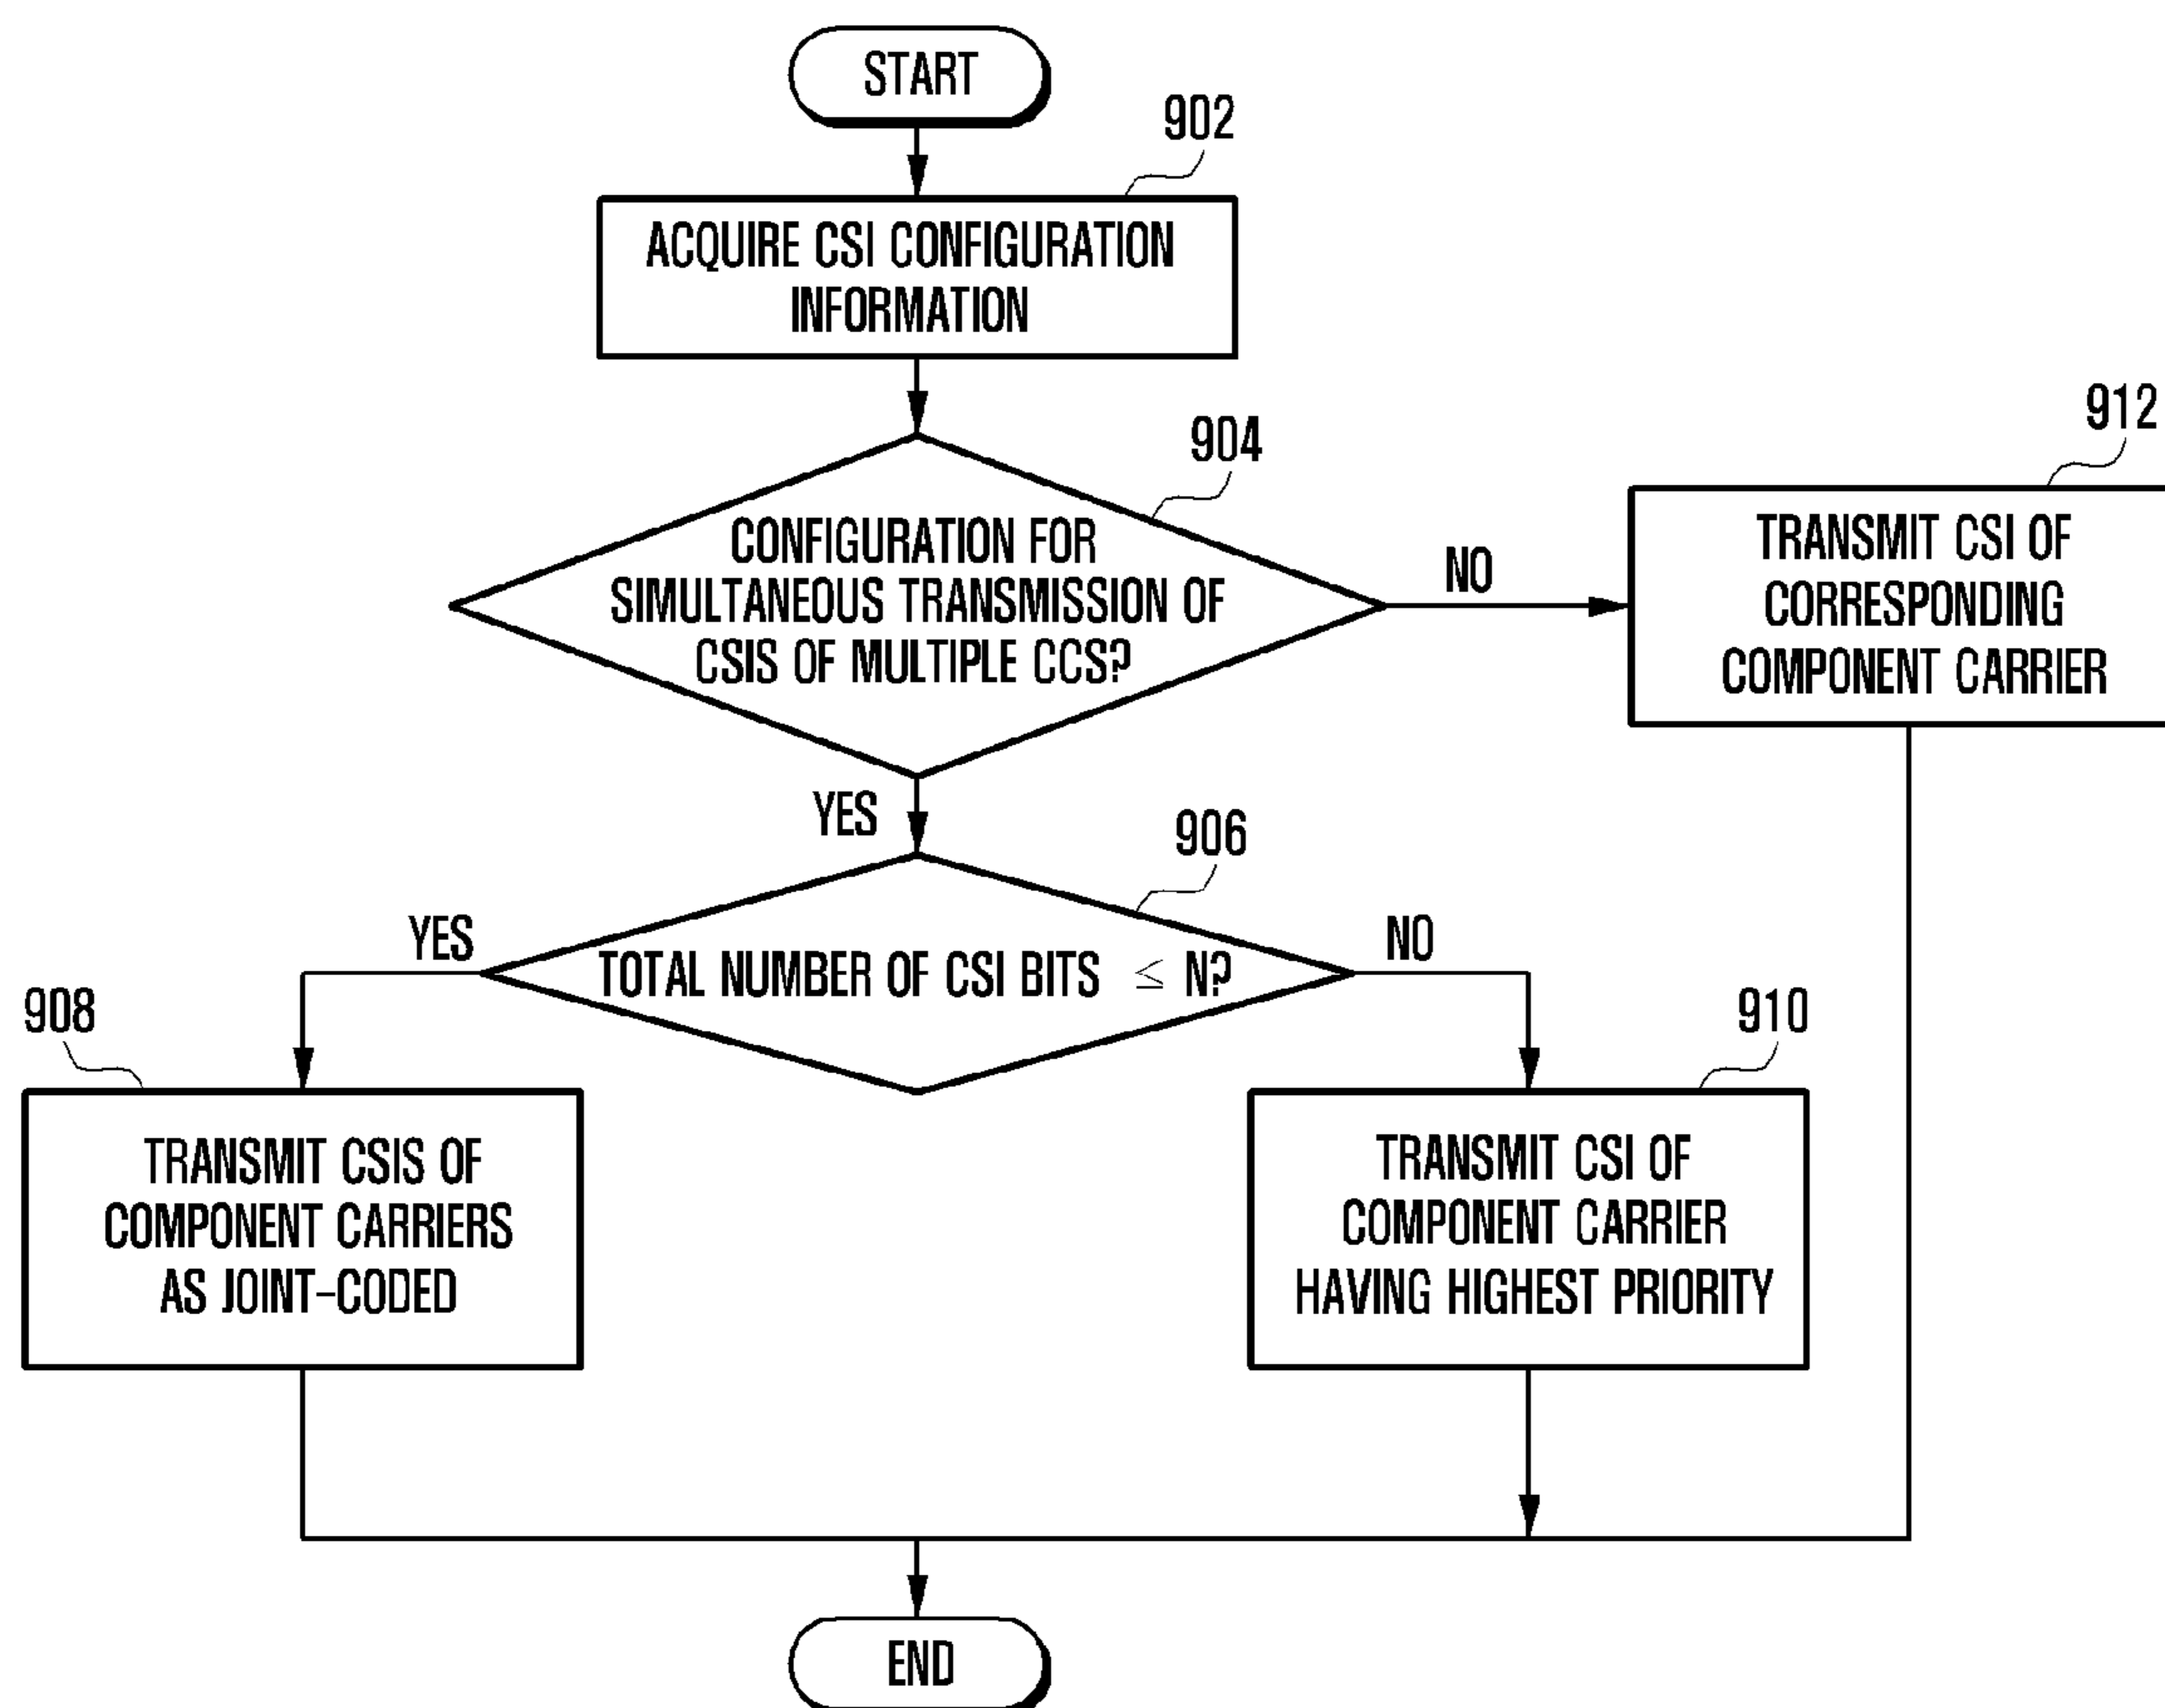 START
902
ACQUIRE CSI CONFIGURATION
INFORMATION
904
CONFIGURATION FOR
SIMULTANEOUS TRANSMISSION OF
CSIS OF MULTIPLE CCS?
NO
912
TRANSMIT CSI OF
CORRESPONDING
COMPONENT CARRIER
YES
906
TOTAL NUMBER OF CSI BITS ≤ N?
YES
NO
908
TRANSMIT CSIS OF
COMPONENT CARRIERS
AS JOINT-CODED
910
TRANSMIT CSI OF
COMPONENT CARRIER
HAVING HIGHEST PRIORITY
END